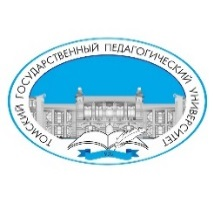 ТОМСКИЙ ГОСУДАРСТВЕННЫЙ ПЕДАГОГИЧЕСКИЙ УНИВЕРСИТЕТ